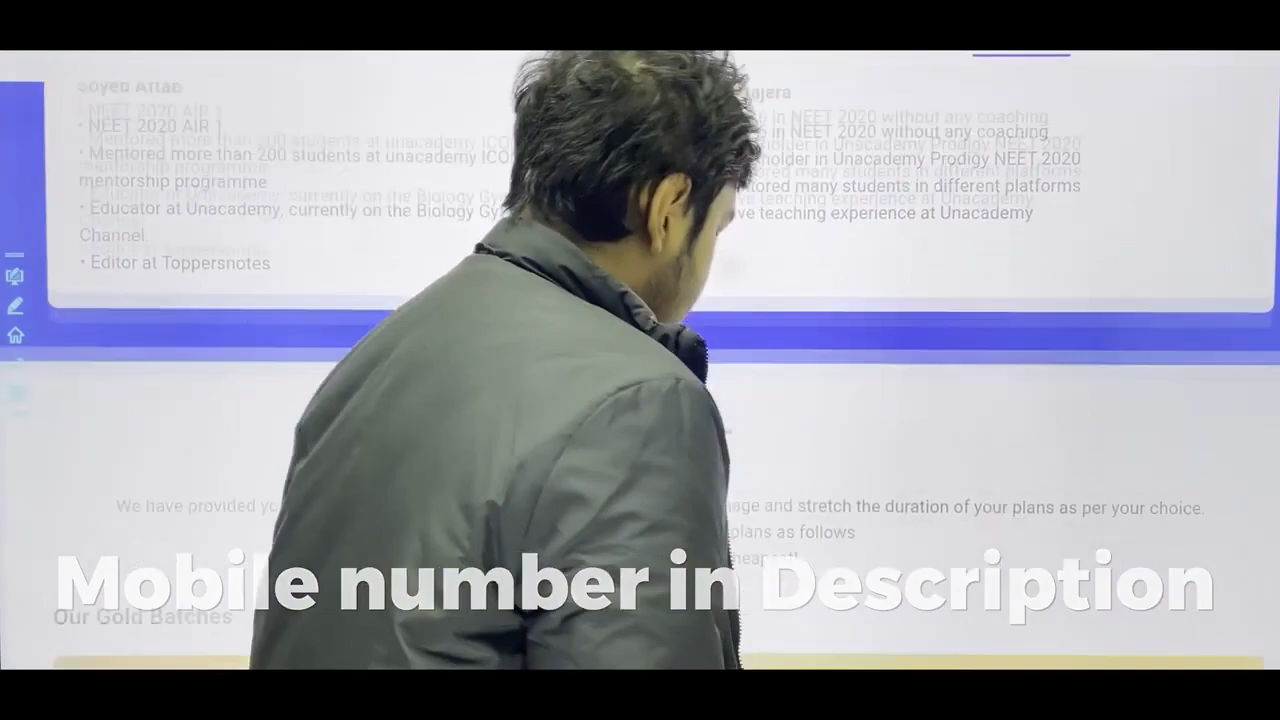 Soyeb Aftab
• NEET 2020 AIR 1
• Mentored more than 200 students at unacademy ICO
mentorship programme
• Educator at Unacademy, currently on the Biology Gy
Channel.
• Editor at Toppersnotes
ajera
in NEET 2020 without any coaching
holder in Unacademy Prodigy NEET 2020
tored many students in different platforms
ve teaching experience at Unacademy
We have provided yo age and stretch the duration of your plans as per your choice.
plans as follows
heapest!
Mobile number in Description
Our Gold Batches